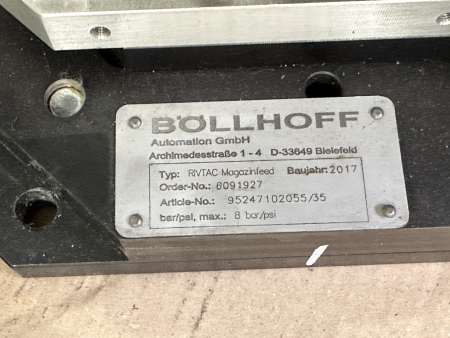 BÖLLHOFF
Automation GmbH
Archimedesstraße 1 - 4 D-33649 Bielefeld
Typ: RIVTAC Magazinfeed Baujahr: 2017
Order-No.: 6091927
Article-No.: 95247102055/35
bar/psi, max.: 8 bar/psi